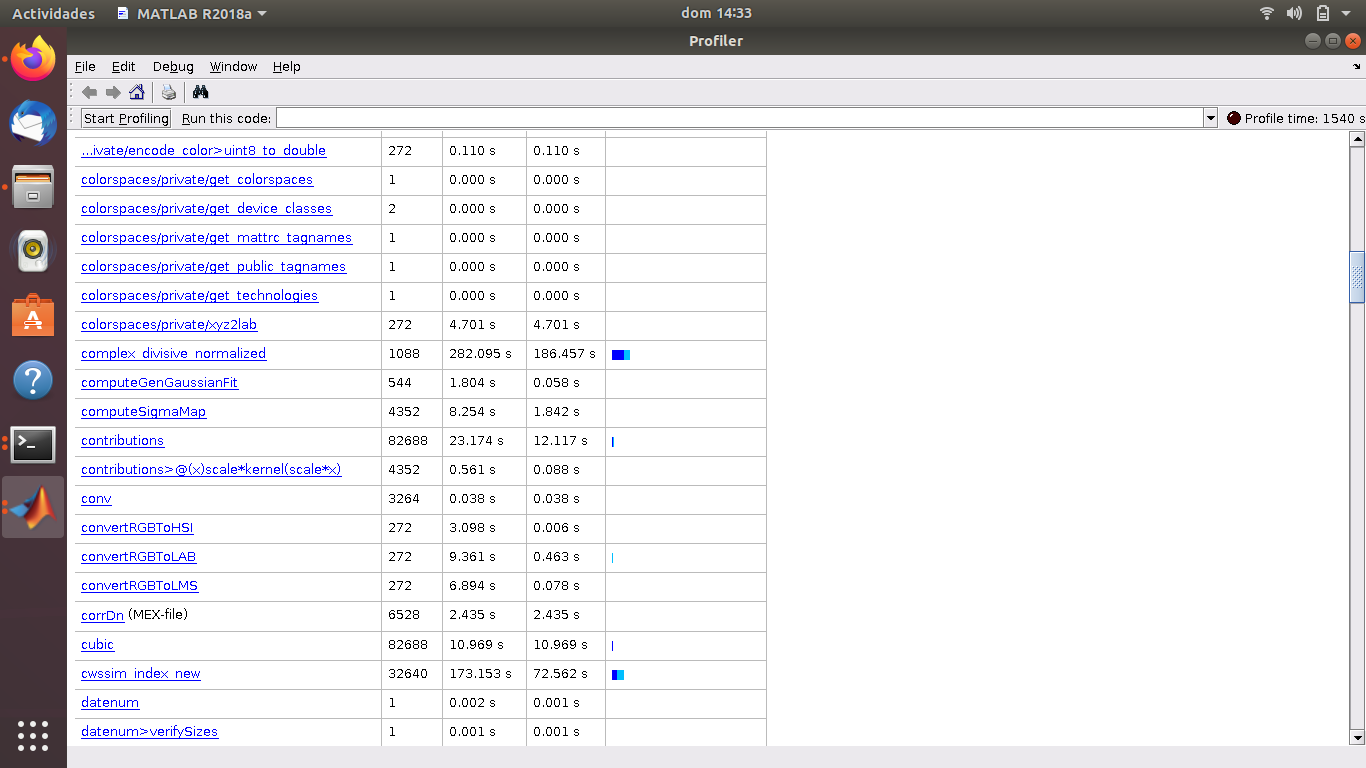 Actividades MATLAB R2018a dom 14:33
Profiler
File Edit Debug Window Help
Start Profiling Run this code: Profile time: 1540 s
...ivate/encode_color>uint8_to_double 272 0.110 s 0.110 s
colorspaces/private/get_colorspaces 1 0.000 s 0.000 s
colorspaces/private/get_device_classes 2 0.000 s 0.000 s
colorspaces/private/get_mattrc_tagnames 1 0.000 s 0.000 s
colorspaces/private/get_public_tagnames 1 0.000 s 0.000 s
colorspaces/private/get_technologies 1 0.000 s 0.000 s
colorspaces/private/xyz2lab 272 4.701 s 4.701 s
complex_divisive_normalized 1088 282.095 s 186.457 s
computeGenGaussianFit 544 1.804 s 0.058 s
computeSigmaMap 4352 8.254 s 1.842 s
contributions 82688 23.174 s 12.117 s
contributions>@(x)scale*kernel(scale*x) 4352 0.561 s 0.088 s
conv 3264 0.038 s 0.038 s
convertRGBToHSI 272 3.098 s 0.006 s
convertRGBToLAB 272 9.361 s 0.463 s
convertRGBToLMS 272 6.894 s 0.078 s
corrDn (MEX-file) 6528 2.435 s 2.435 s
cubic 82688 10.969 s 10.969 s
cwssim_index_new 32640 173.153 s 72.562 s
datenum 1 0.002 s 0.001 s
datenum>verifySizes 1 0.001 s 0.001 s